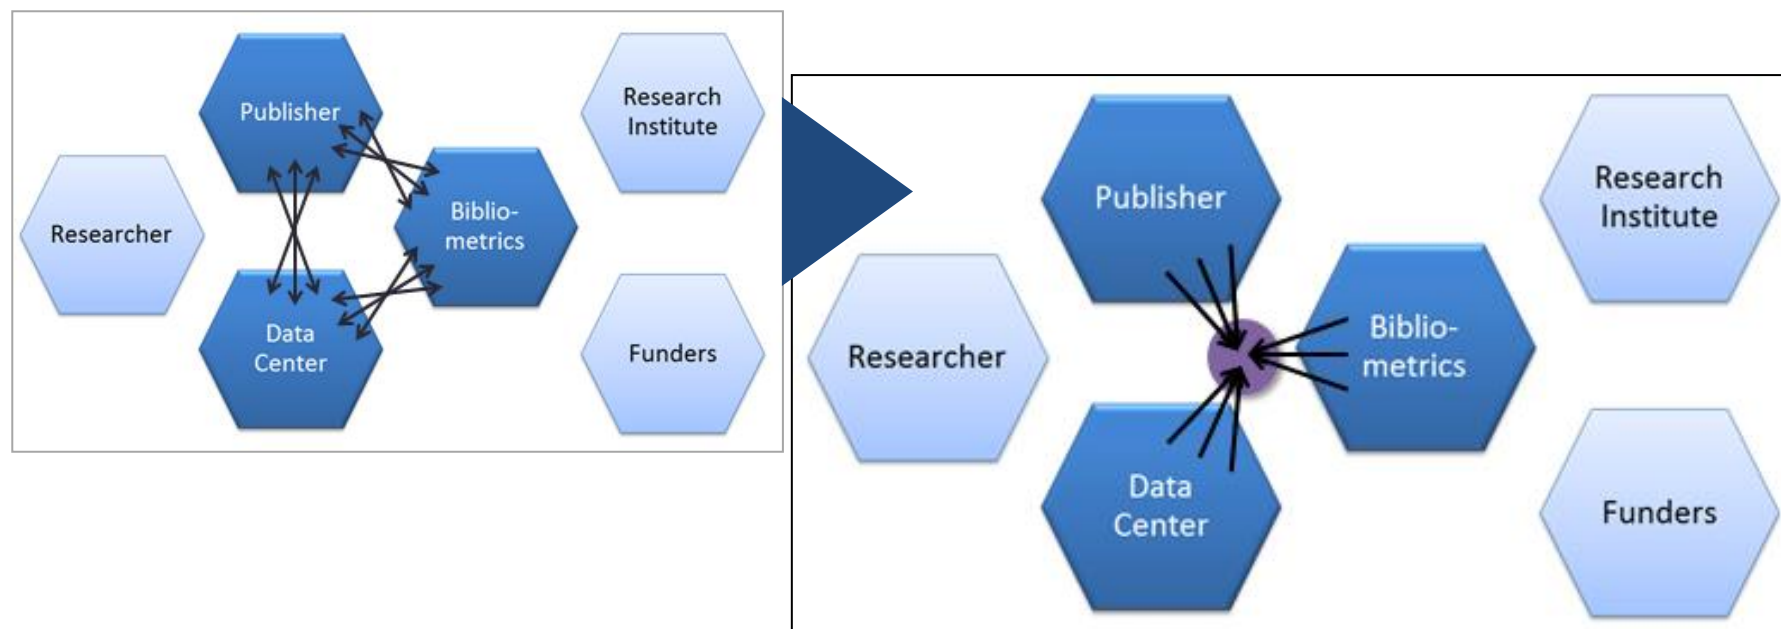 Publisher
Research
Institute
Researcher
Biblio-
metrics
Data
Center
Funders
Publisher
Research
Institute
Researcher
Biblio-
metrics
Data
Center
Funders